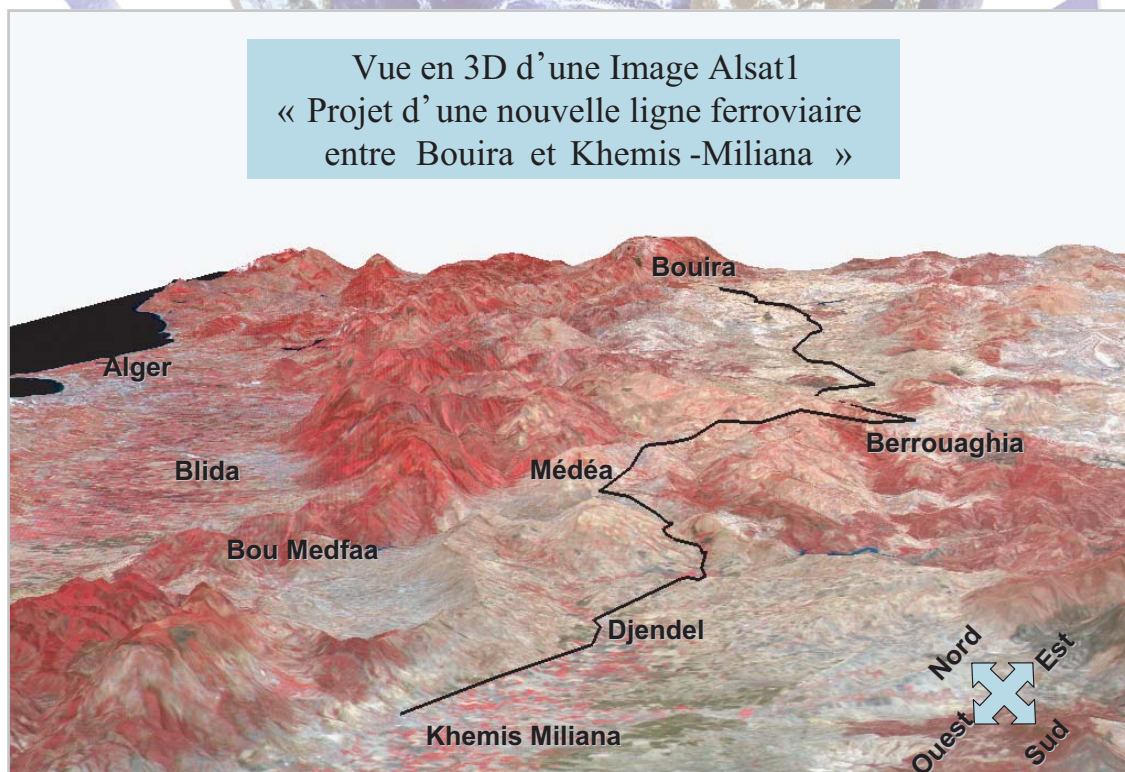 Vue en 3D d’une Image Alsat1
« Projet d’une nouvelle ligne ferroviaire
entre Bouira et Khemis -Miliana »
Bouira
Alger
Berrouaghia
Blida
Médéa
Bou Medfaa
Djendel
Nord
Est
Khemis Miliana
Ouest
Sud